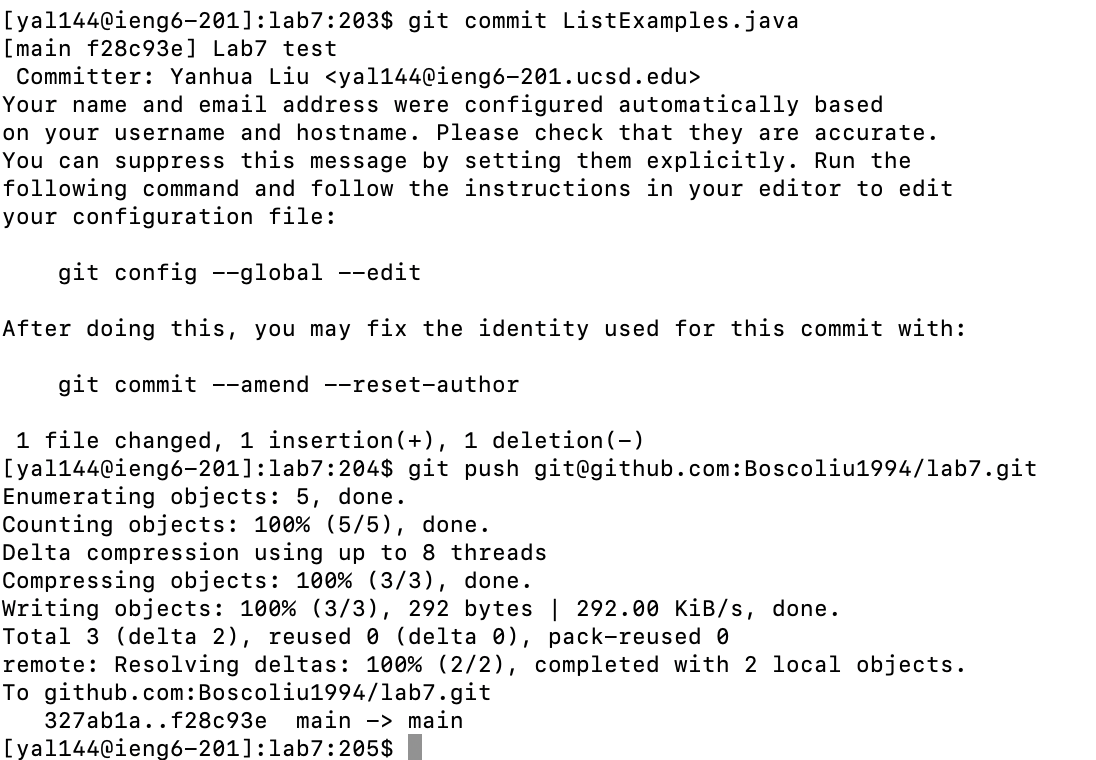 [yal144@ieng6-201]:lab7:203$ git commit ListExamples.java
[main f28c93e] Lab7 test
 Committer: Yanhua Liu <yal144@ieng6-201.ucsd.edu>
Your name and email address were configured automatically based
on your username and hostname. Please check that they are accurate.
You can suppress this message by setting them explicitly. Run the
following command and follow the instructions in your editor to edit
your configuration file:

    git config --global --edit

After doing this, you may fix the identity used for this commit with:

    git commit --amend --reset-author

 1 file changed, 1 insertion(+), 1 deletion(-)
[yal144@ieng6-201]:lab7:204$ git push git@github.com:Boscoliu1994/lab7.git
Enumerating objects: 5, done.
Counting objects: 100% (5/5), done.
Delta compression using up to 8 threads
Compressing objects: 100% (3/3), done.
Writing objects: 100% (3/3), 292 bytes | 292.00 KiB/s, done.
Total 3 (delta 2), reused 0 (delta 0), pack-reused 0
remote: Resolving deltas: 100% (2/2), completed with 2 local objects.
To github.com:Boscoliu1994/lab7.git
   327ab1a..f28c93e  main -> main
[yal144@ieng6-201]:lab7:205$